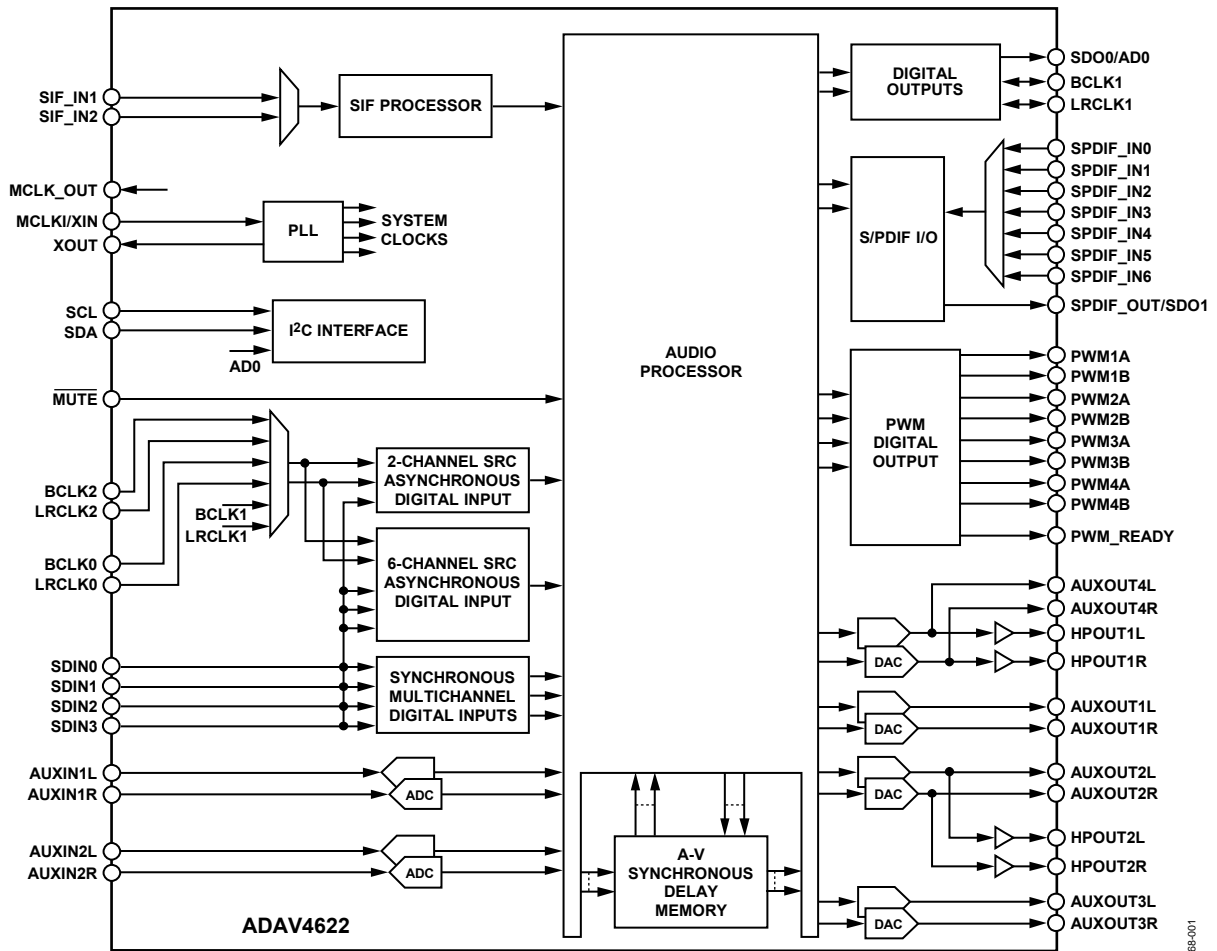 SIF_IN1
SIF_IN2
SIF PROCESSOR
MCLK_OUT
MCLKI/XIN
XOUT
PLL
SYSTEM
CLOCKS
SCL
SDA
I²C INTERFACE
AD0
MUTE
BCLK2
LRCLK2
BCLK1
LRCLK1
BCLK0
LRCLK0
2-CHANNEL SRC
ASYNCHRONOUS
DIGITAL INPUT
6-CHANNEL SRC
ASYNCHRONOUS
DIGITAL INPUT
SDIN0
SDIN1
SDIN2
SDIN3
SYNCHRONOUS
MULTICHANNEL
DIGITAL INPUTS
AUXIN1L
AUXIN1R
ADC
AUXIN2L
AUXIN2R
ADC
ADAV4622
AUDIO
PROCESSOR
A-V
SYNCHRONOUS
DELAY
MEMORY
DIGITAL
OUTPUTS
SDO0/AD0
BCLK1
LRCLK1
S/PDIF I/O
SPDIF_IN0
SPDIF_IN1
SPDIF_IN2
SPDIF_IN3
SPDIF_IN4
SPDIF_IN5
SPDIF_IN6
SPDIF_OUT/SDO1
PWM
DIGITAL
OUTPUT
PWM1A
PWM1B
PWM2A
PWM2B
PWM3A
PWM3B
PWM4A
PWM4B
PWM_READY
AUXOUT4L
AUXOUT4R
HPOUT1L
HPOUT1R
DAC
AUXOUT1L
AUXOUT1R
DAC
AUXOUT2L
AUXOUT2R
DAC
HPOUT2L
HPOUT2R
AUXOUT3L
AUXOUT3R
DAC
68-001